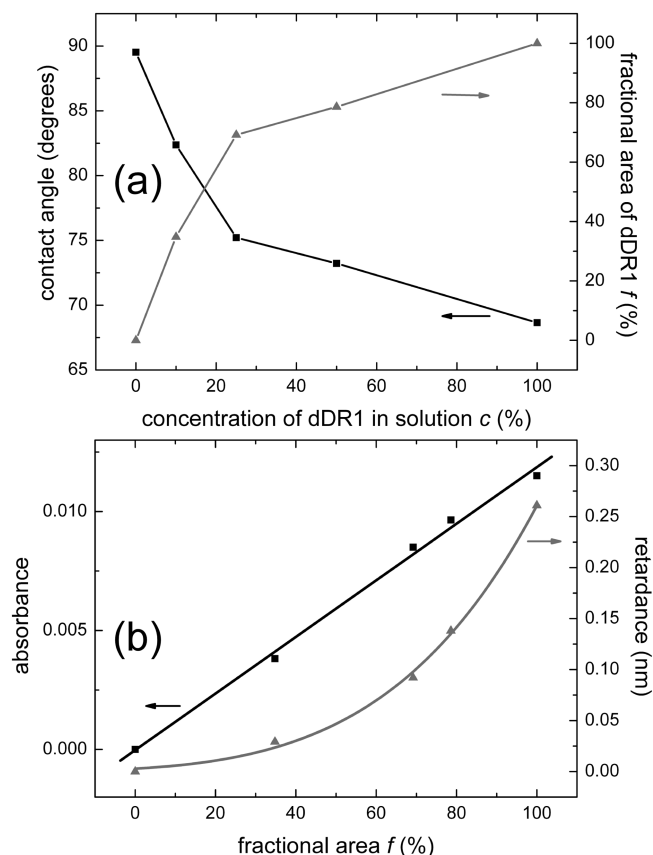 90
85
80
75
70
65
contact angle (degrees)
(a)
100
80
60
40
20
0
fractional area of dDR1 f (%)
0 20 40 60 80 100
concentration of dDR1 in solution c (%)
0.010
0.005
0.000
absorbance
(b)
0.30
0.25
0.20
0.15
0.10
0.05
0.00
retardance (nm)
0 20 40 60 80 100
fractional area f (%)